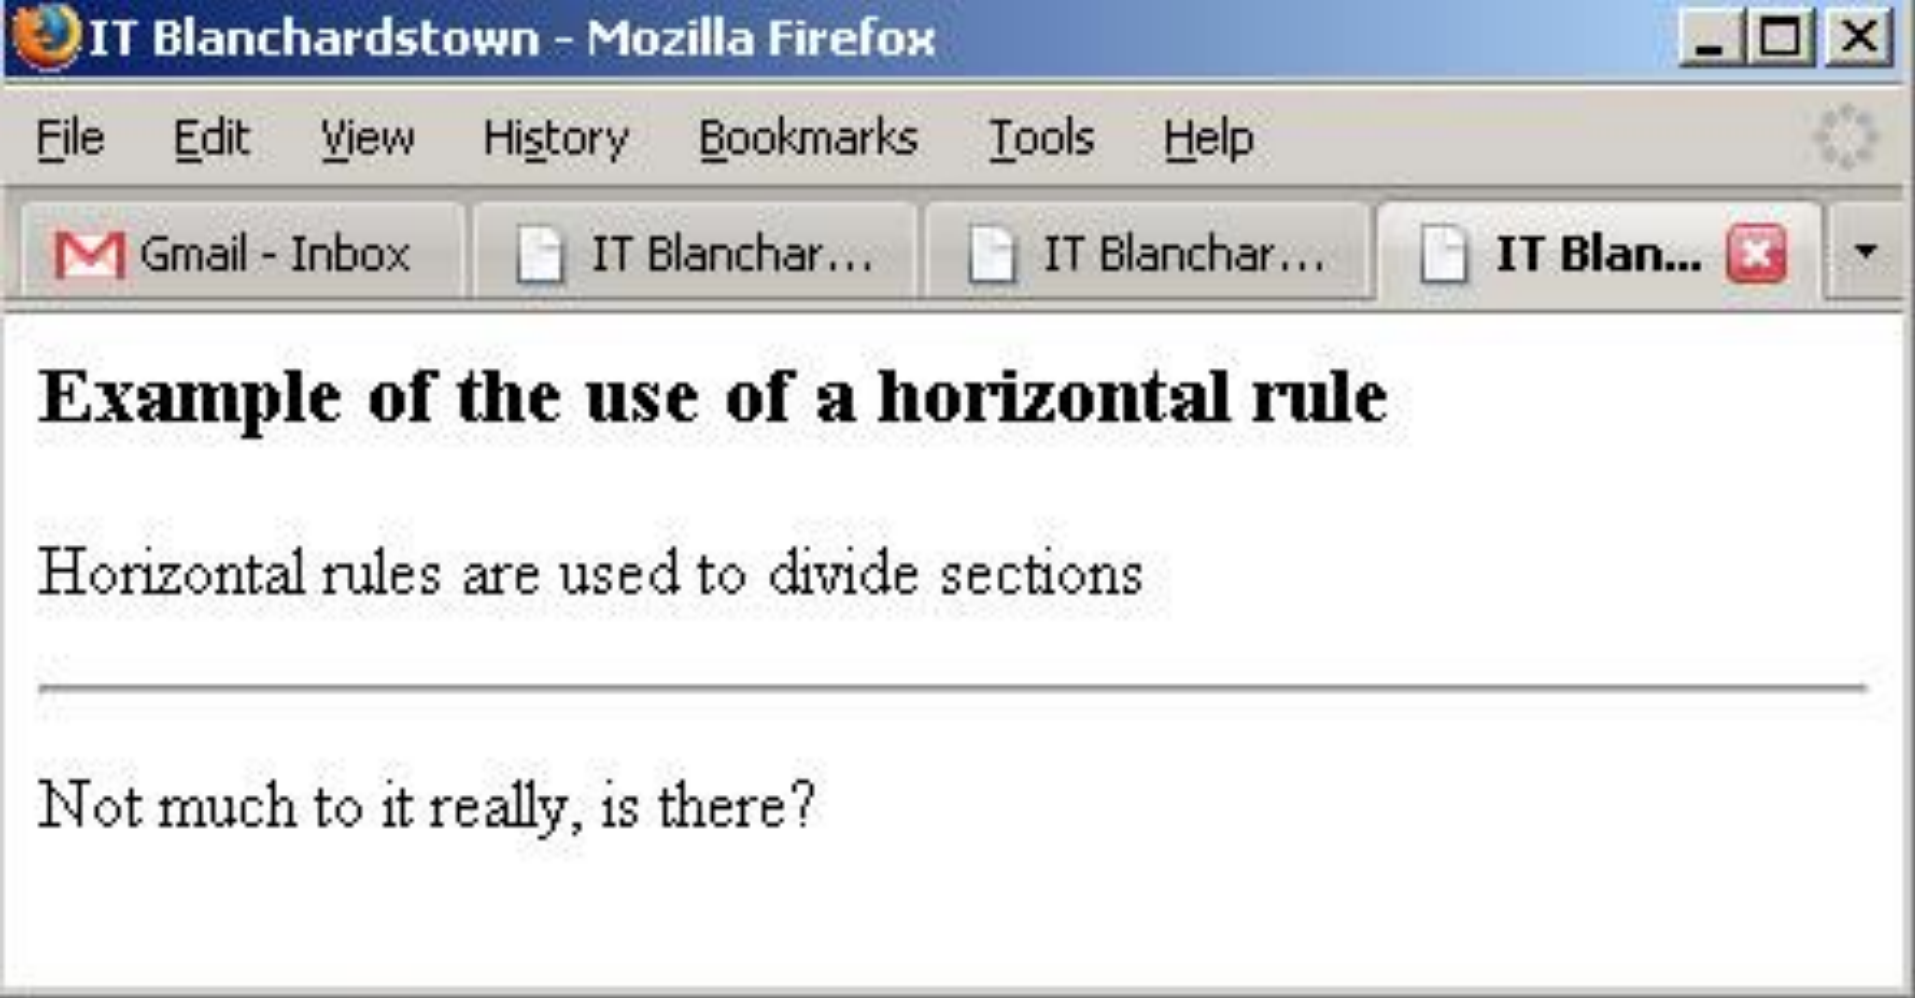 IT Blanchardstown - Mozilla Firefox
File Edit View History Bookmarks Tools Help
Gmail - Inbox IT Blanchar... IT Blanchar... IT Blan...
Example of the use of a horizontal rule
Horizontal rules are used to divide sections
Not much to it really, is there?